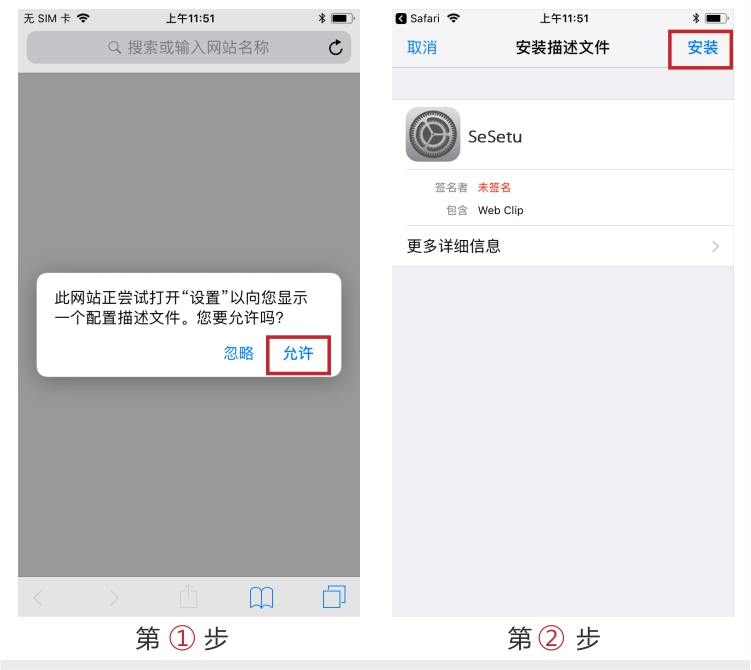 无 SIM 卡
上午11:51
搜索或输入网站名称
此网站正尝试打开“设置”以向您显示
一个配置描述文件。您要允许吗?
忽略
允许
第 ① 步
Safari
上午11:51
取消
安装描述文件
安装
SeSetu
签名者 未签名
包含 Web Clip
更多详细信息
第 ② 步